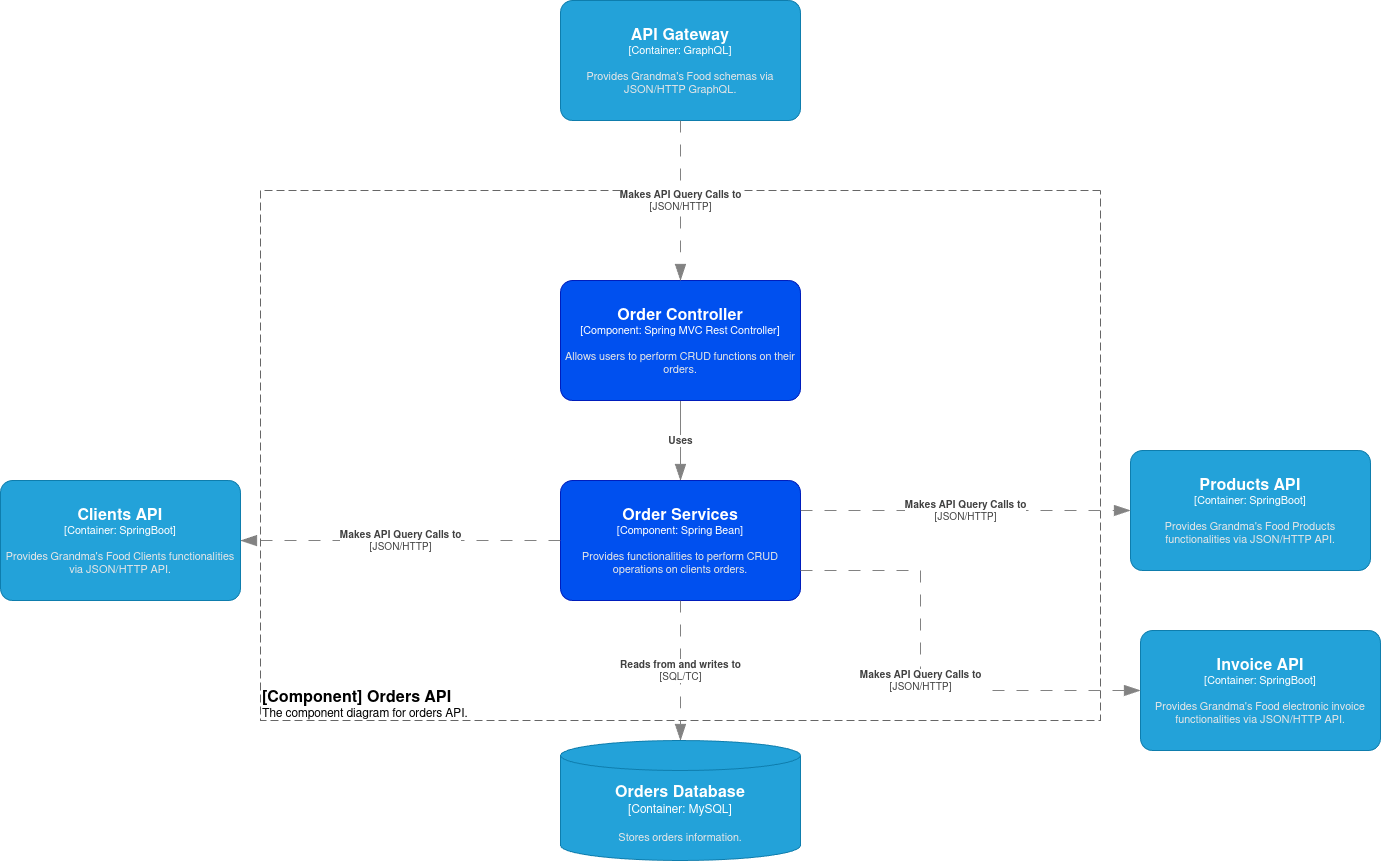 API Gateway
[Container: GraphQL]
Provides Grandma's Food schemas via
JSON/HTTP GraphQL.
Makes API Query Calls to
[JSON/HTTP]
Order Controller
[Component: Spring MVC Rest Controller]
Allows users to perform CRUD functions on their
orders.
Uses
Clients API
[Container: SpringBoot]
Provides Grandma's Food Clients functionalities
via JSON/HTTP API.
Makes API Query Calls to
[JSON/HTTP]
Order Services
[Component: Spring Bean]
Provides functionalities to perform CRUD
operations on clients orders.
Makes API Query Calls to
[JSON/HTTP]
Products API
[Container: SpringBoot]
Provides Grandma's Food Products
functionalities via JSON/HTTP API.
Reads from and writes to
[SQL/TC]
Makes API Query Calls to
[JSON/HTTP]
Invoice API
[Container: SpringBoot]
Provides Grandma's Food electronic invoice
functionalities via JSON/HTTP API.
[Component] Orders API
The component diagram for orders API.
Orders Database
[Container: MySQL]
Stores orders information.